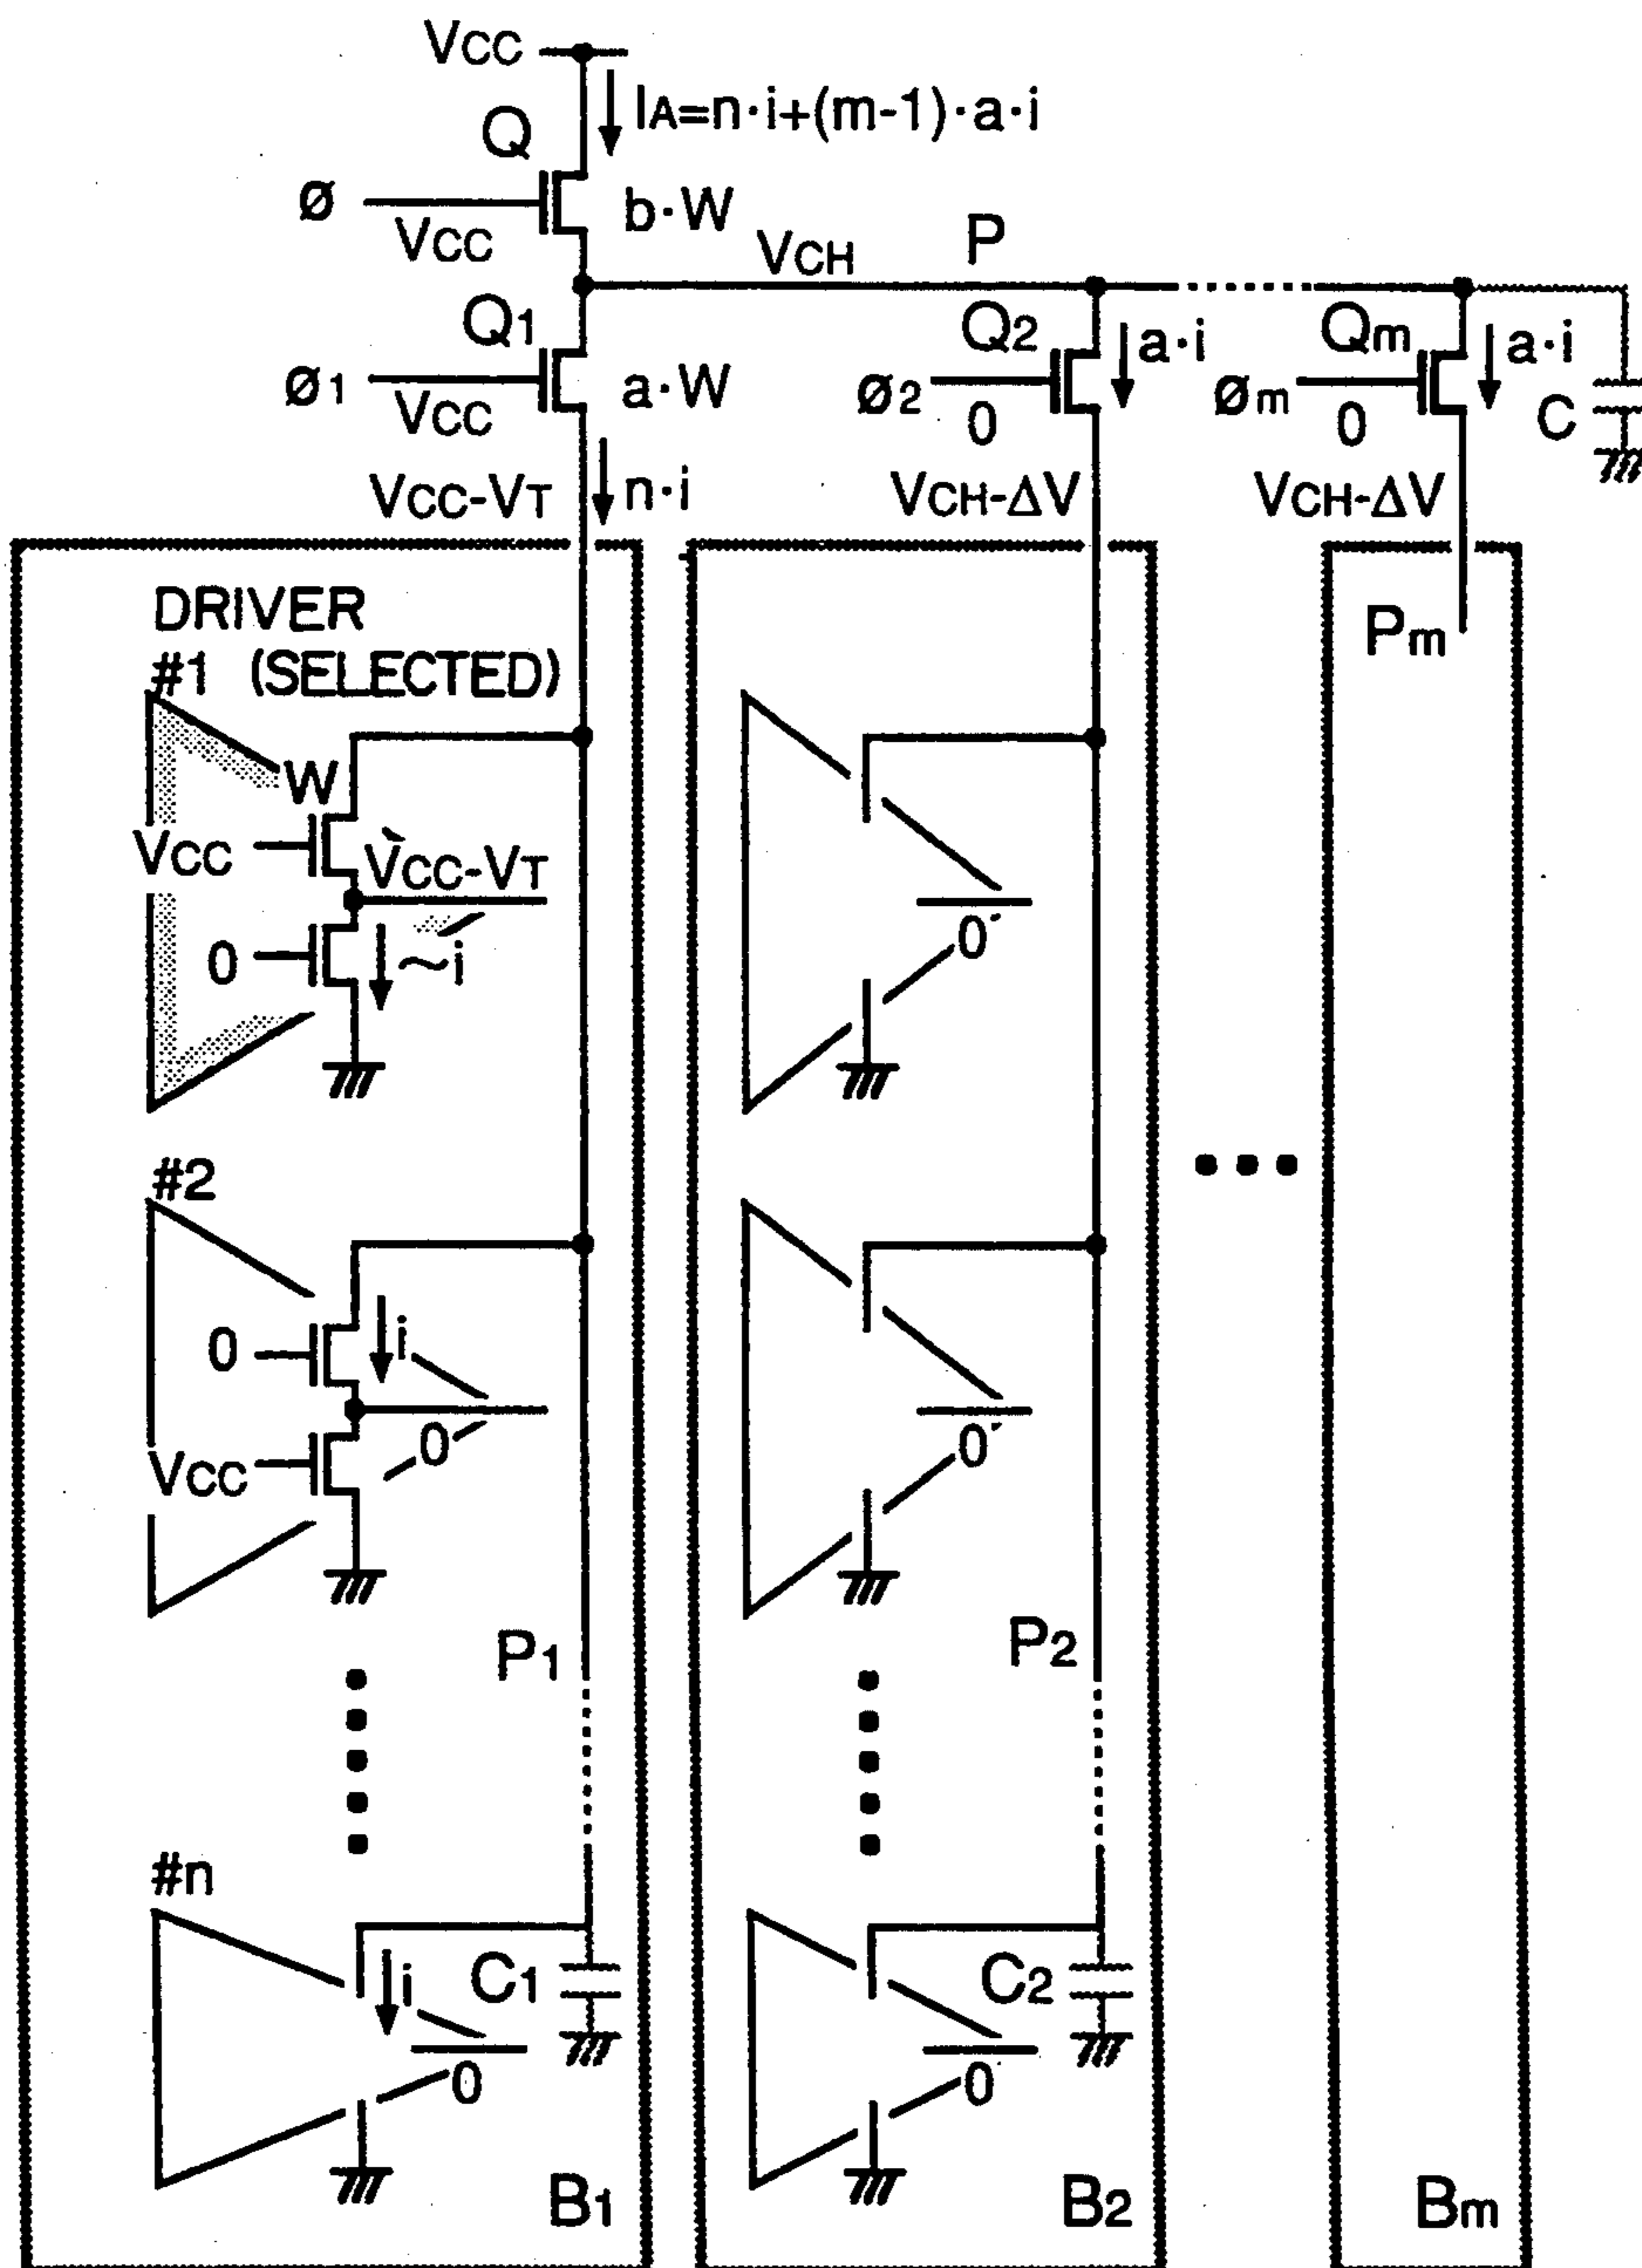 VCC
IA=n·i+(m-1)·a·i
Q
ø
VCC
b·W
VCH
P
Q1
ø1
VCC
a·W
Q2
a·i
ø2
0
Qm
a·i
øm
0
C
VCC-VT
n·i
VCH-ΔV
VCH-ΔV
DRIVER
#1 (SELECTED)
W
VCC
VCC-VT
0
~i
0
Pm
#2
0
i
0
VCC
0
P1
P2
#n
i
C1
0
C2
0
B1
B2
Bm